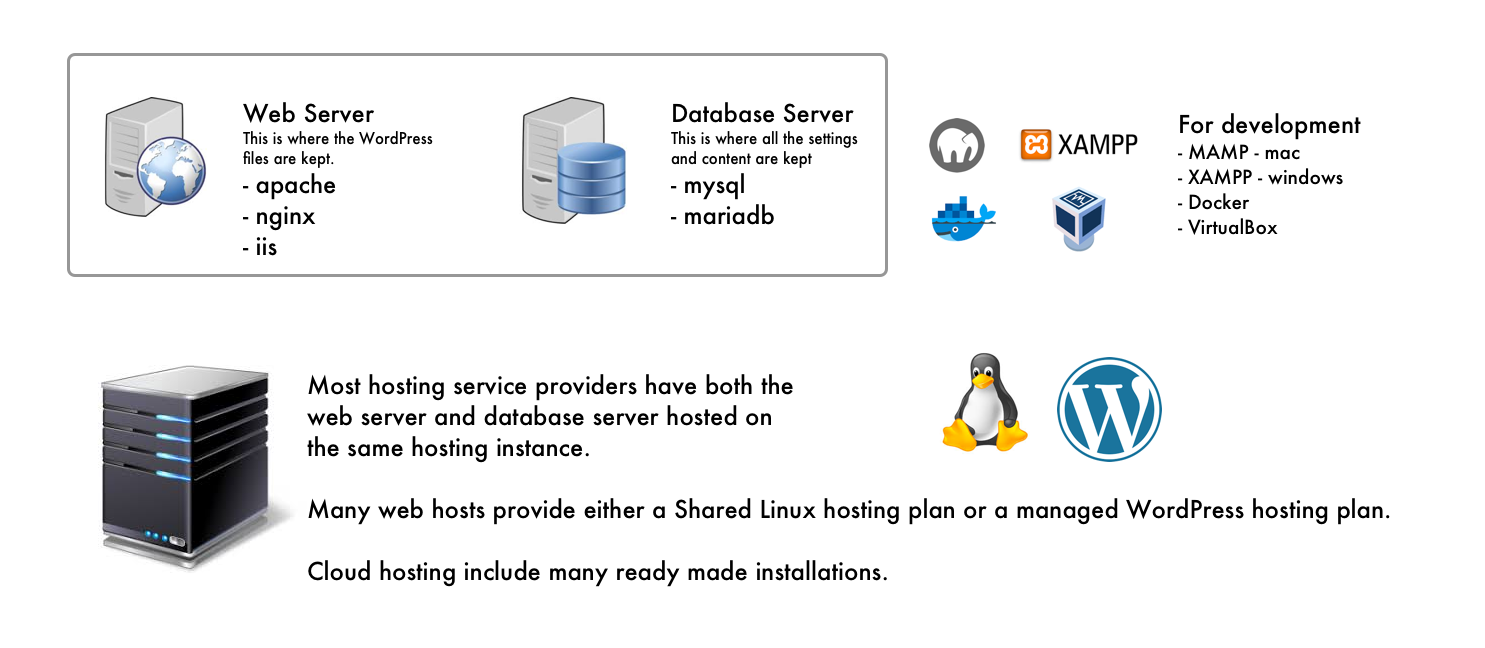 Web Server
This is where the WordPress
files are kept.
- apache
- nginx
- iis
Database Server
This is where all the settings
and content are kept
- mysql
- mariadb
XAMPP
For development
- MAMP - mac
- XAMPP - windows
- Docker
- VirtualBox
Most hosting service providers have both the
web server and database server hosted on
the same hosting instance.
W
Many web hosts provide either a Shared Linux hosting plan or a managed WordPress hosting plan.
Cloud hosting include many ready made installations.